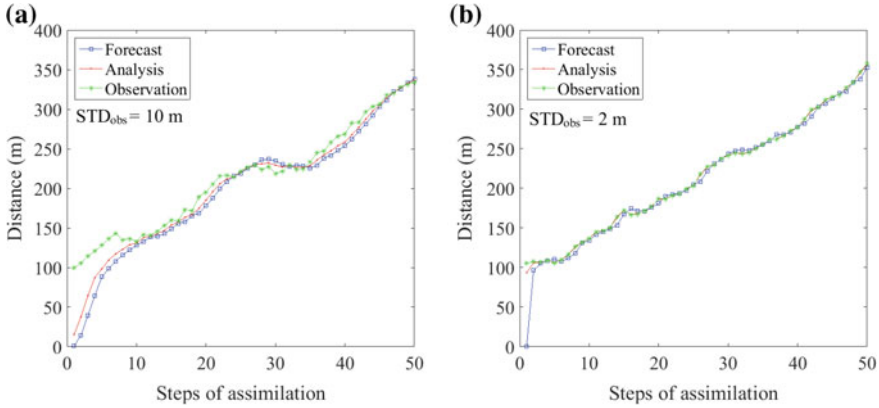 (a)
400
350
300
250
200
150
100
50
0
Distance (m)
Forecast
Analysis
Observation
STDobs = 10 m
0 10 20 30 40 50
Steps of assimilation
(b)
400
350
300
250
200
150
100
50
0
Distance (m)
Forecast
Analysis
Observation
STDobs = 2 m
0 10 20 30 40 50
Steps of assimilation